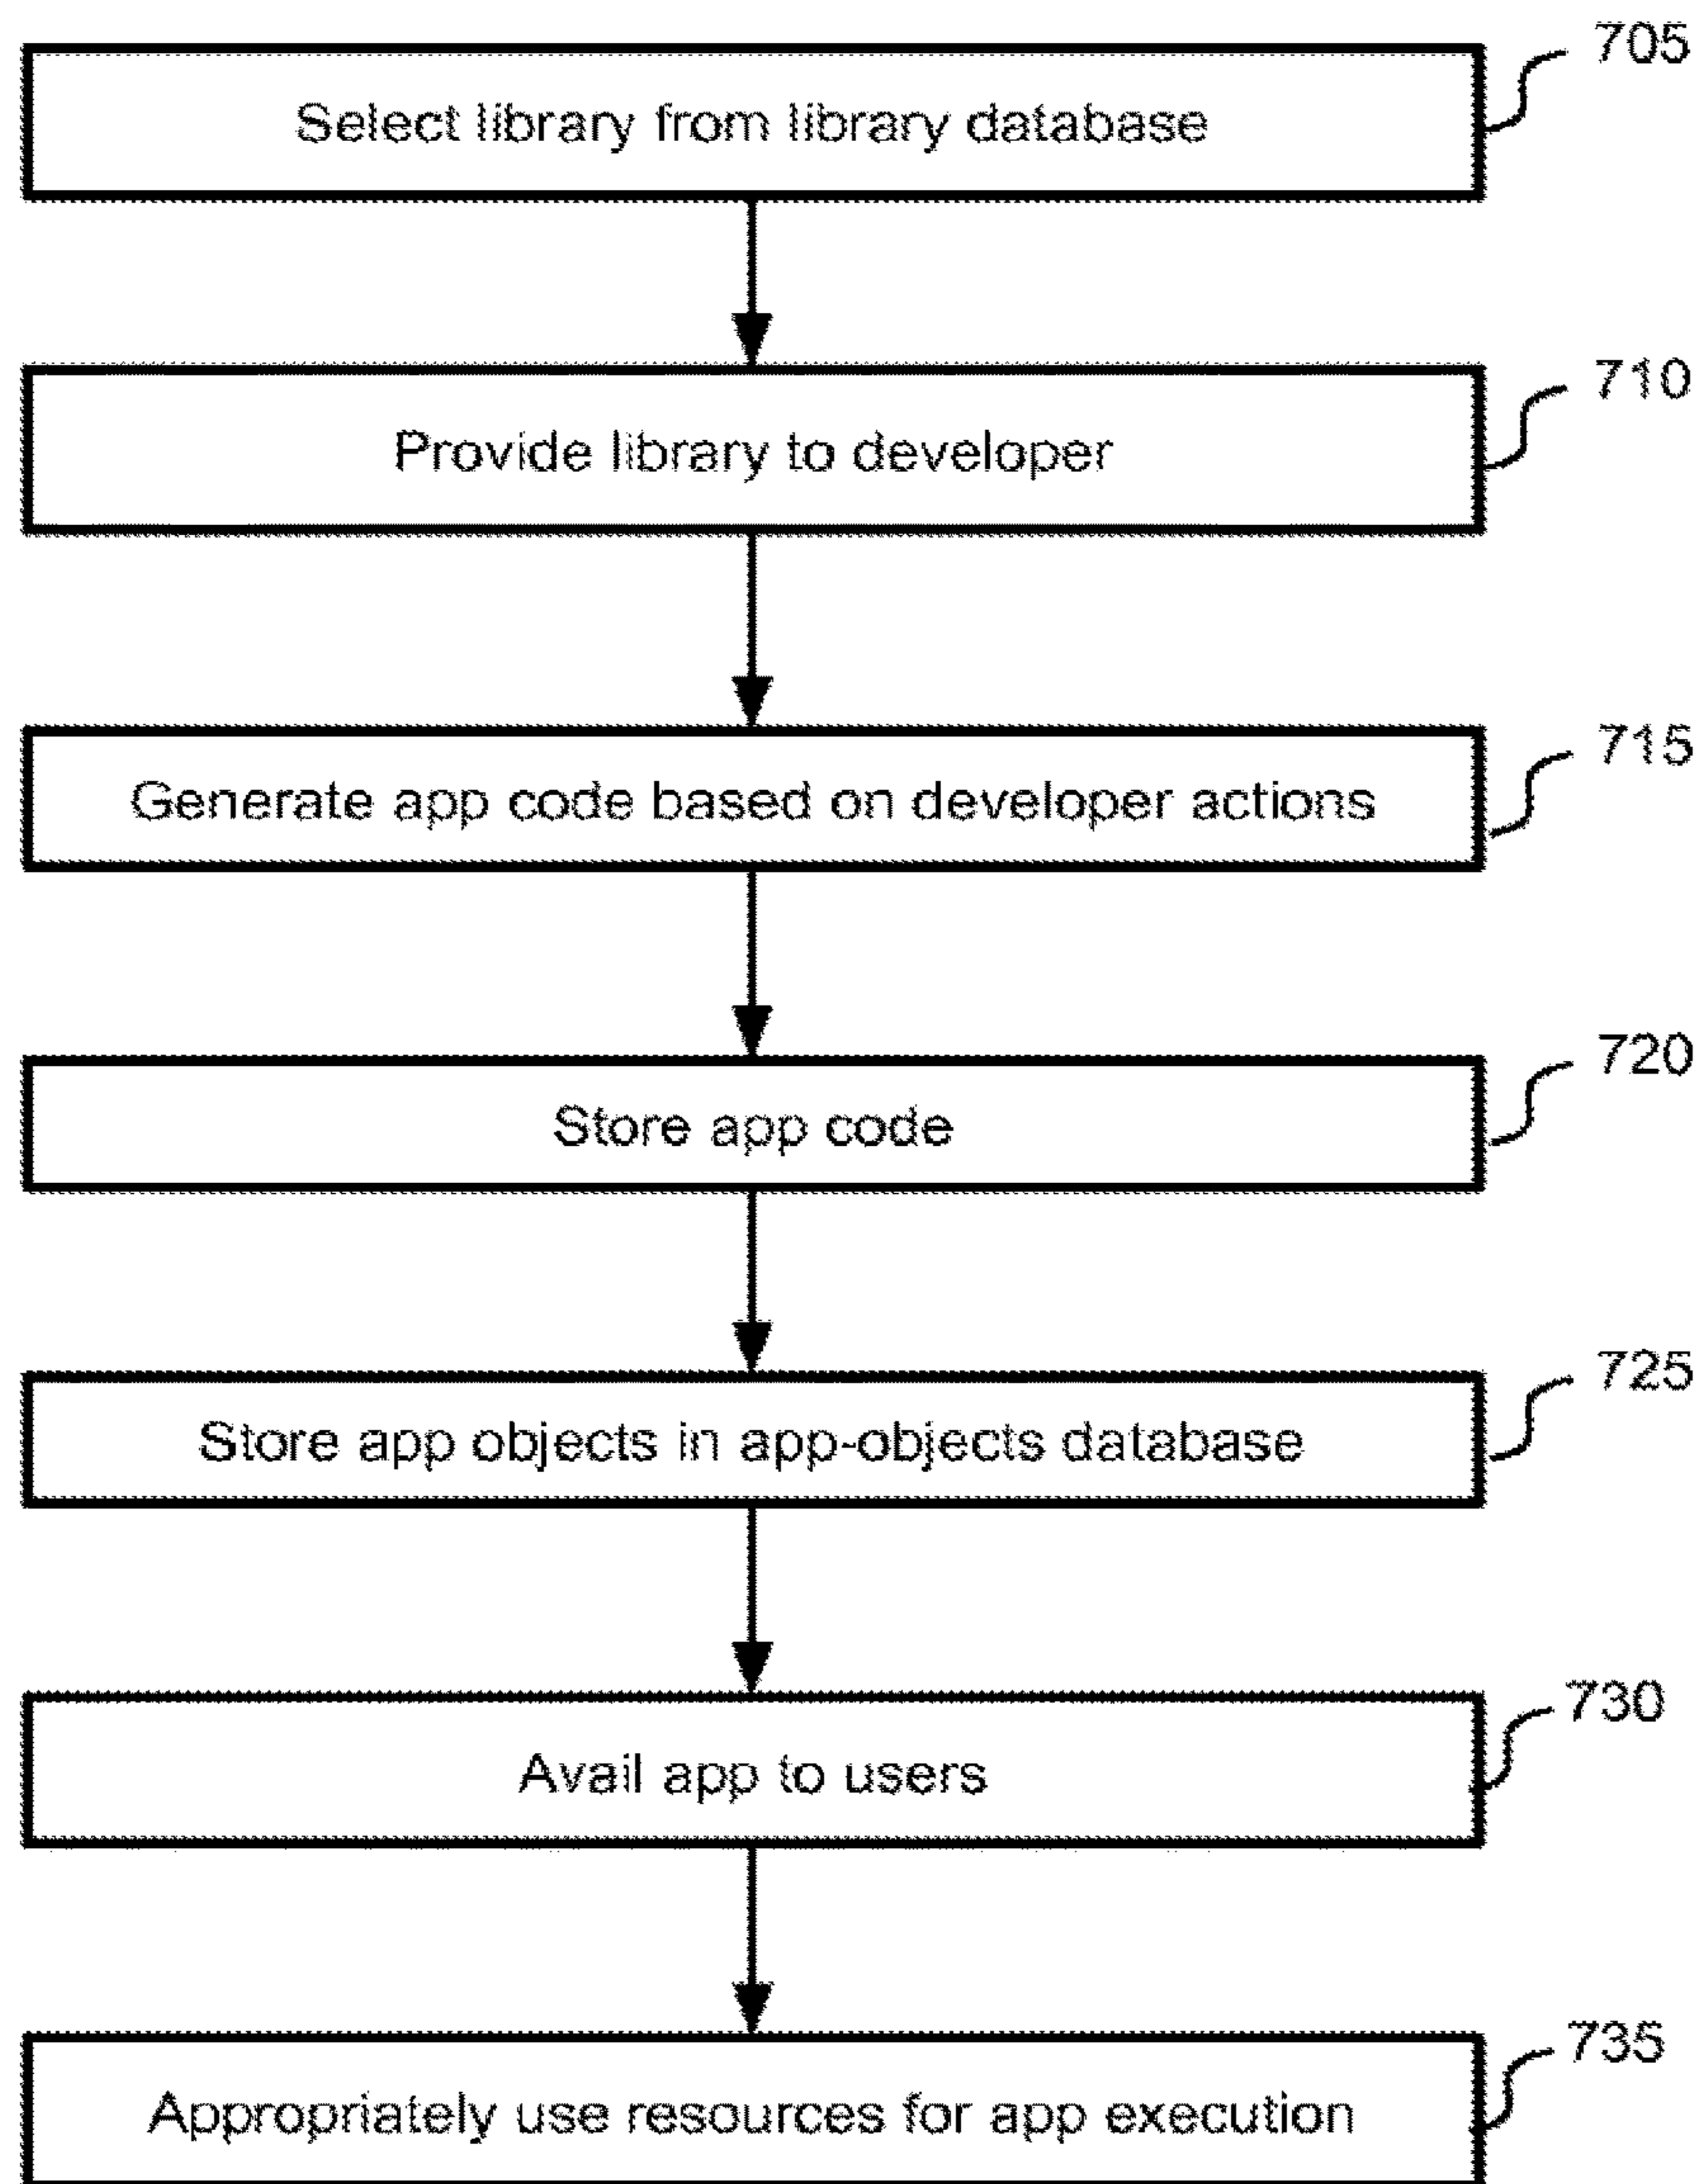 705
Select library from library database
710
Provide library to developer
715
Generate app code based on developer actions
720
Store app code
725
Store app objects in app-objects database
730
Avail app to users
735
Appropriately use resources for app execution